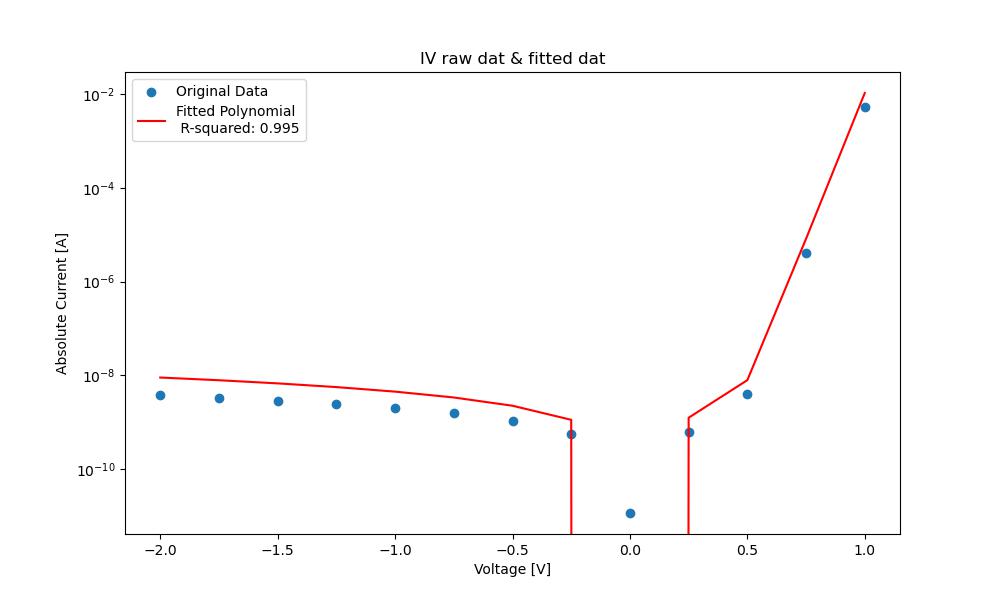 IV raw dat & fitted dat
Original Data
Fitted Polynomial
R-squared: 0.995
10⁻²
10⁻⁴
10⁻⁶
10⁻⁸
10⁻¹⁰
Absolute Current [A]
−2.0 −1.5 −1.0 −0.5 0.0 0.5 1.0
Voltage [V]